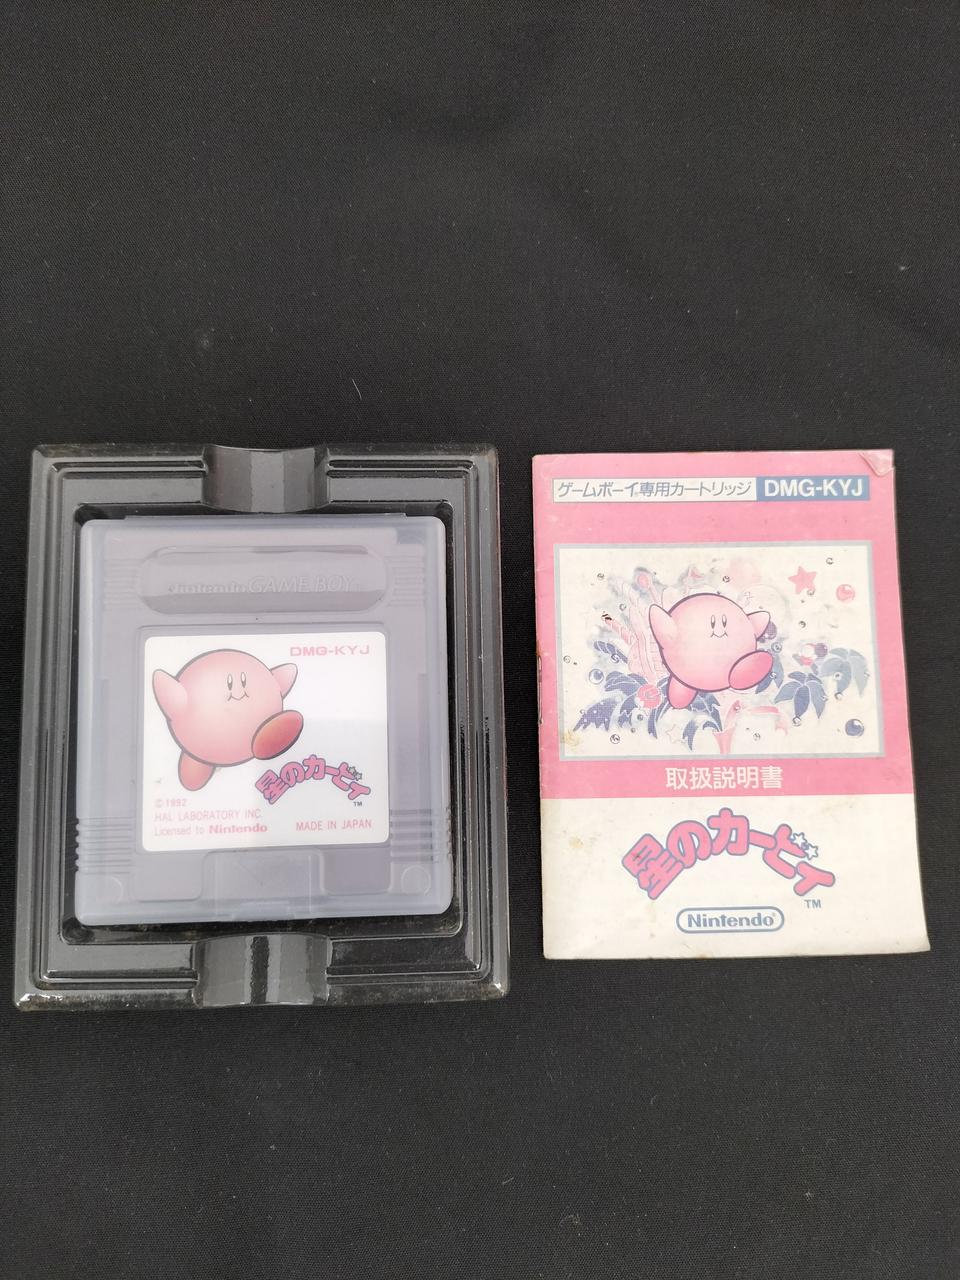 Nintendo GAME BOY
DMG-KYJ
星のカービィ
TM
©1992
HAL LABORATORY INC.
Licensed to Nintendo
MADE IN JAPAN
ゲームボーイ専用カートリッジ DMG-KYJ
取扱説明書
星のカービィ
TM
Nintendo®